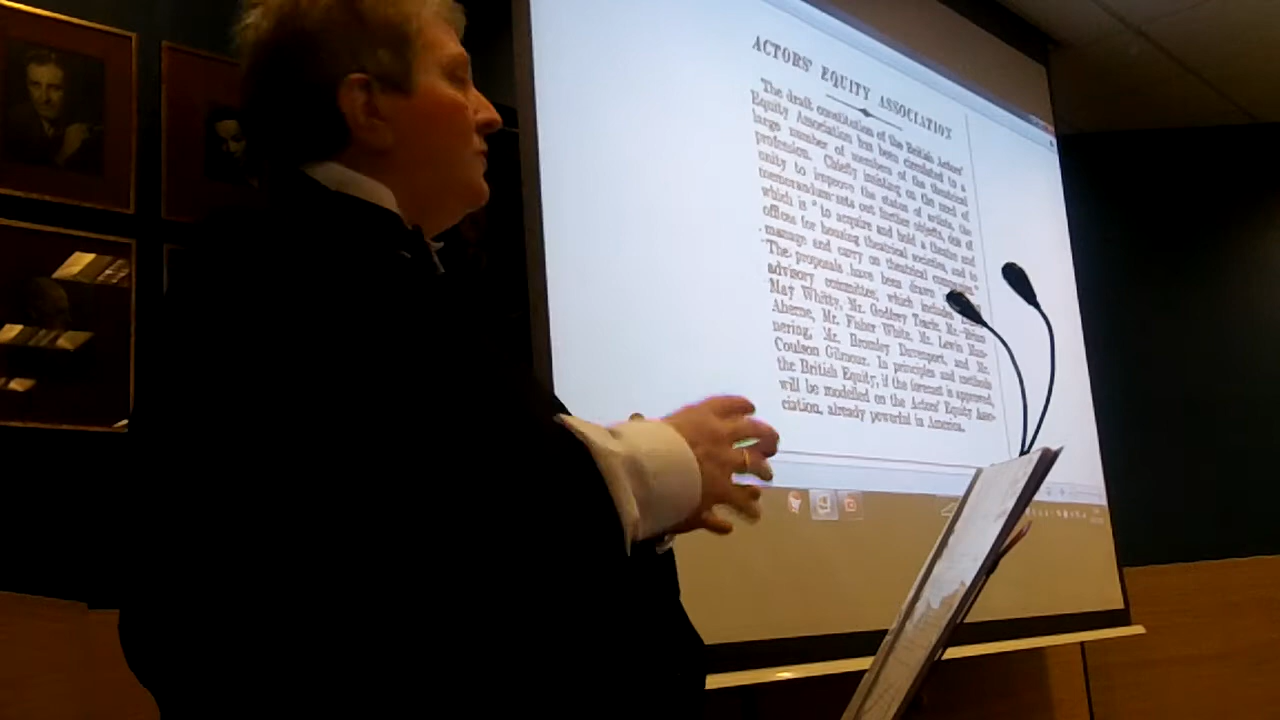 ACTORS' EQUITY ASSOCIATION
The draft constitution of the British Actors'
Equity Association has been circulated to a
large number of members of the theatrical
profession. Chiefly insisting on the need of
unity to improve the status of artists, the
memorandum sets out further objects, one of
which is "to acquire and hold a theatre and
offices for housing theatrical societies, and to
manage and carry on theatrical
The proposals have been drawn
advisory committee, which includes
May Whitty, Mr. Godfrey Tearle, Mr. Brian
Aherne, Mr. Fisher White, Mr. Lewin Man-
nering, Mr. Bromley Davenport, and Mr.
Coulson Gilmour. In principles and methods
the British Equity, if the forecast is approved,
will be modelled on the Actors' Equity Asso-
ciation, already powerful in America.